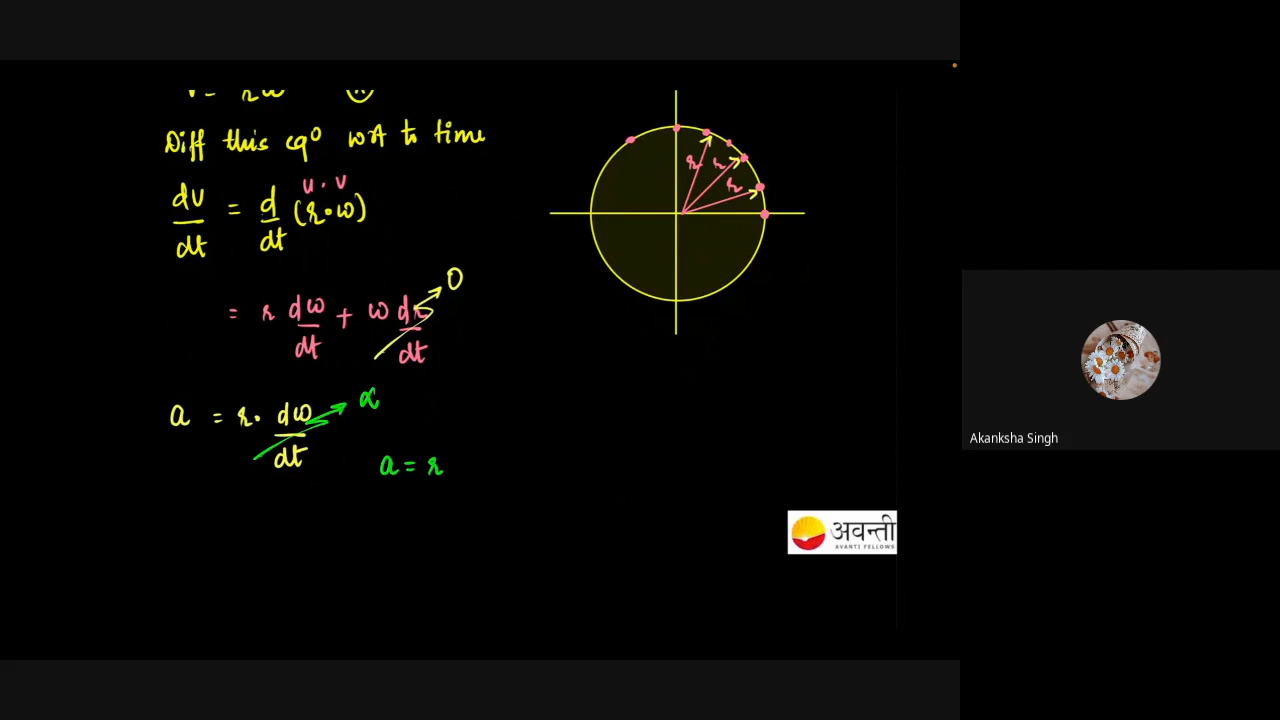 v = rω
Diff this eqⁿ wrt to time
u . v
dv/dt = d/dt (r·ω)
= r dω/dt + ω dr/dt → 0
a = r· dω/dt → α
a = r
r r r
अवन्ती
AVANTI FELLOWS
Akanksha Singh